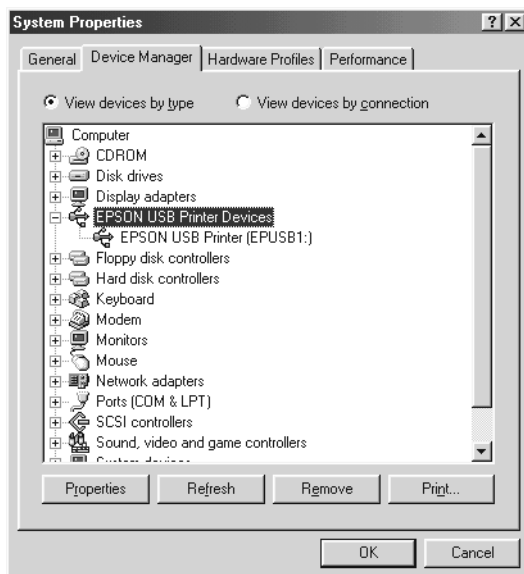 System Properties
General
Device Manager
Hardware Profiles
Performance
View devices by type
View devices by connection
Computer
CDROM
Disk drives
Display adapters
EPSON USB Printer Devices
EPSON USB Printer (EPUSB1:)
Floppy disk controllers
Hard disk controllers
Keyboard
Modem
Monitors
Mouse
Network adapters
Ports (COM & LPT)
SCSI controllers
Sound, video and game controllers
System devices
Properties
Refresh
Remove
Print...
OK
Cancel